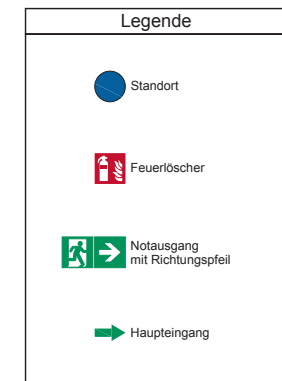 Legende
Standort
Feuerlöscher
Notausgang
mit Richtungspfeil
Haupteingang